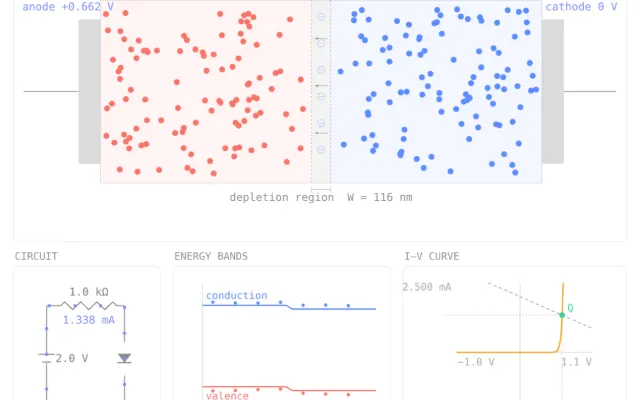 anode +0.662 V
cathode 0 V
depletion region W = 116 nm
CIRCUIT
ENERGY BANDS
I–V CURVE
1.0 kΩ
1.338 mA
2.0 V
conduction
valence
2.500 mA
Q
−1.0 V
1.1 V